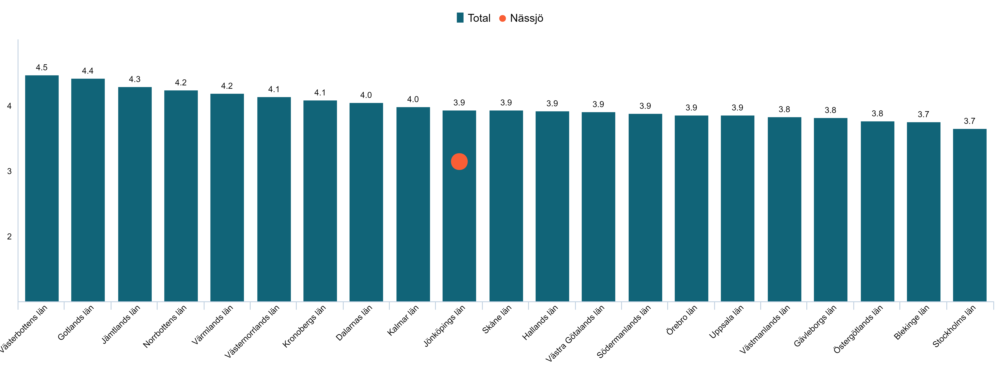 Total Nässjö
4.5 4.4 4.3 4.2 4.2 4.1 4.1 4.0 4.0 3.9 3.9 3.9 3.9 3.9 3.9 3.9 3.8 3.8 3.8 3.7 3.7
4
3
2
Västerbottens län
Gotlands län
Jämtlands län
Norrbottens län
Värmlands län
Västernorrlands län
Kronobergs län
Dalarnas län
Kalmar län
Jönköpings län
Skåne län
Hallands län
Västra Götalands län
Södermanlands län
Örebro län
Uppsala län
Västmanlands län
Gävleborgs län
Östergötlands län
Blekinge län
Stockholms län